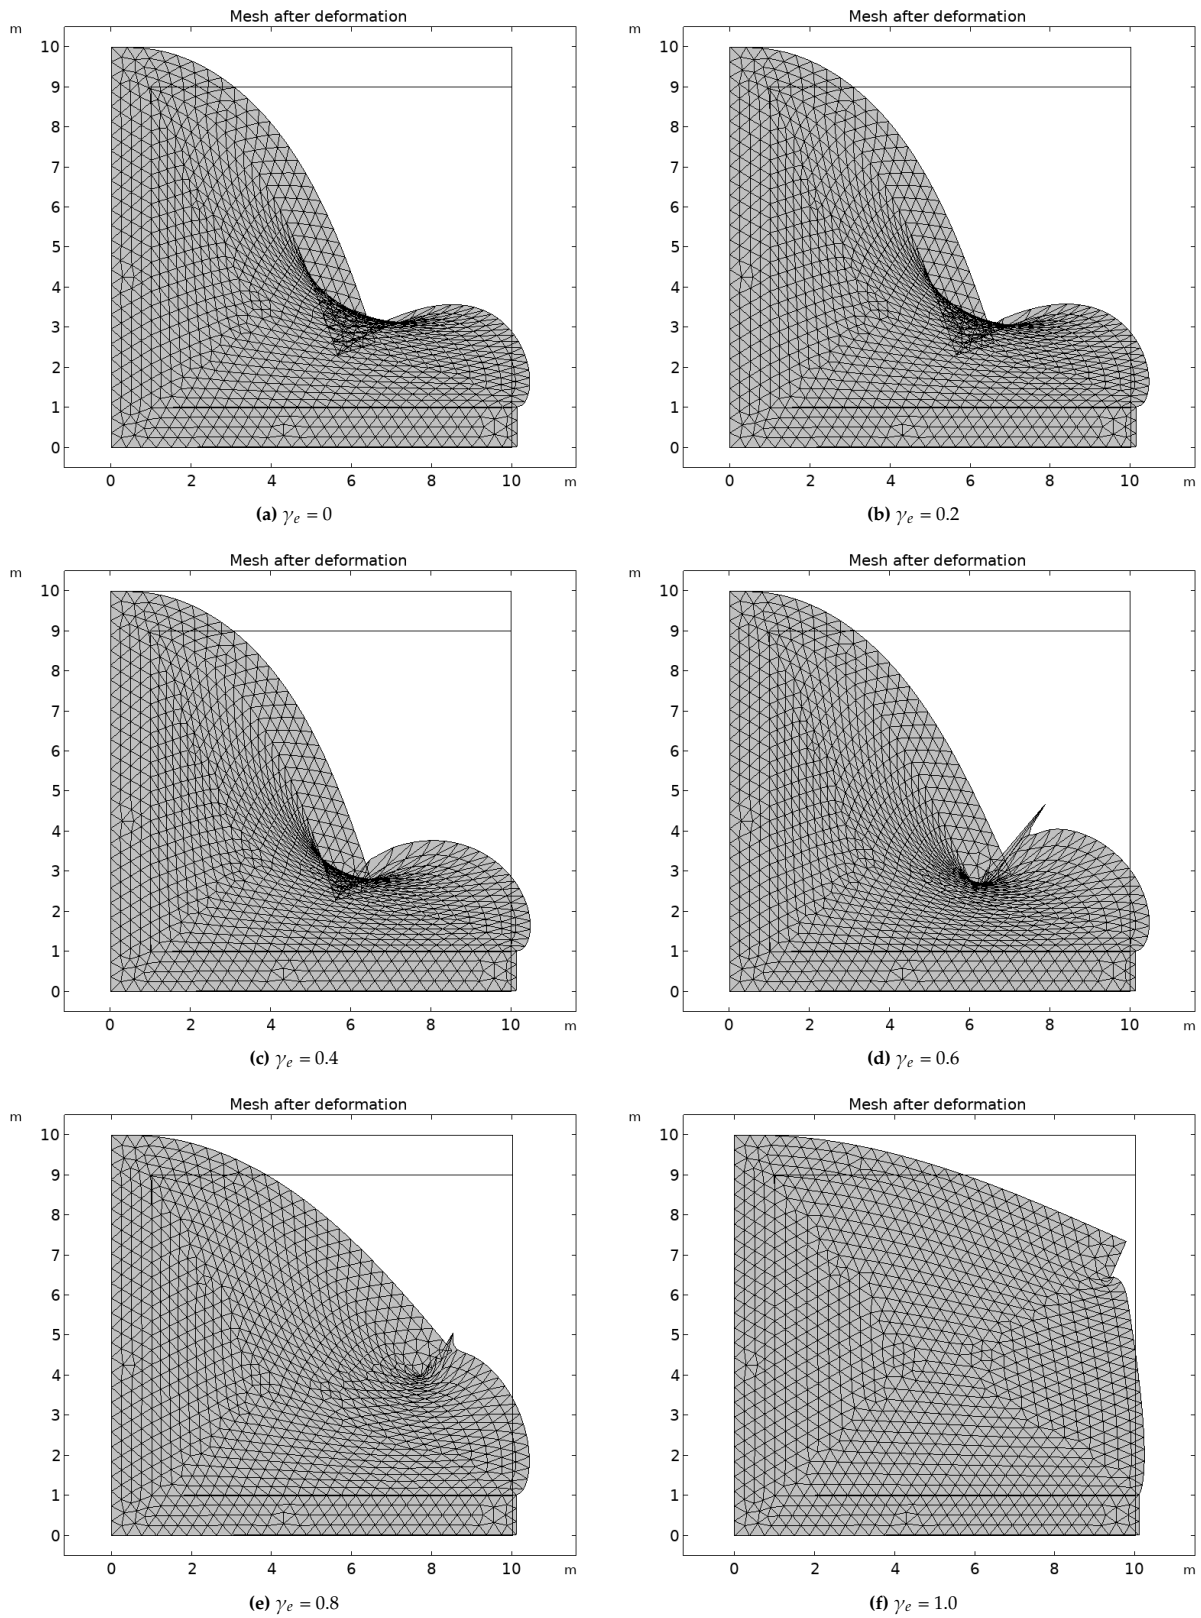 Mesh after deformation Mesh after deformation
m m
10 10
9 9
8 8
7 7
6 6
5 5
4 4
3 3
2 2
1 1
0 0
0 2 4 6 8 10 m 0 2 4 6 8 10 m
(a) γₑ = 0 (b) γₑ = 0.2
Mesh after deformation Mesh after deformation
m m
10 10
9 9
8 8
7 7
6 6
5 5
4 4
3 3
2 2
1 1
0 0
0 2 4 6 8 10 m 0 2 4 6 8 10 m
(c) γₑ = 0.4 (d) γₑ = 0.6
Mesh after deformation Mesh after deformation
m m
10 10
9 9
8 8
7 7
6 6
5 5
4 4
3 3
2 2
1 1
0 0
0 2 4 6 8 10 m 0 2 4 6 8 10 m
(e) γₑ = 0.8 (f) γₑ = 1.0